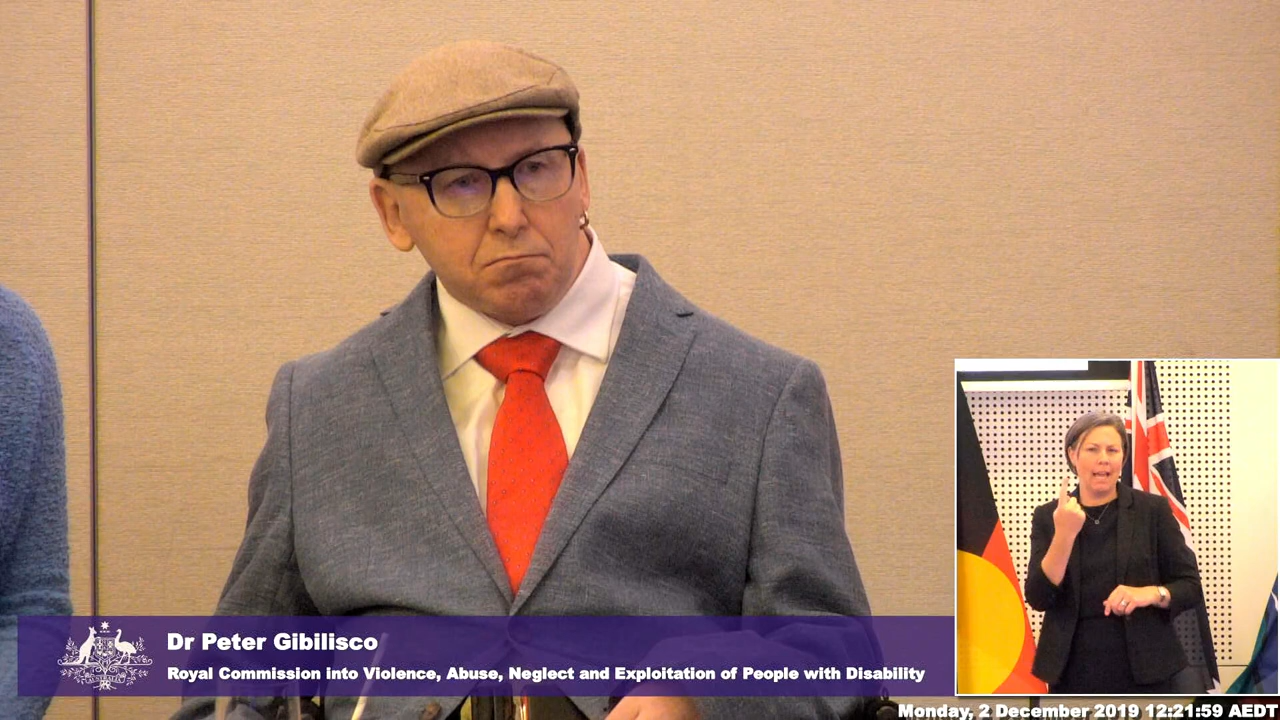 Dr Peter Gibilisco
Royal Commission into Violence, Abuse, Neglect and Exploitation of People with Disability
Monday, 2 December 2019 12:21:59 AEDT